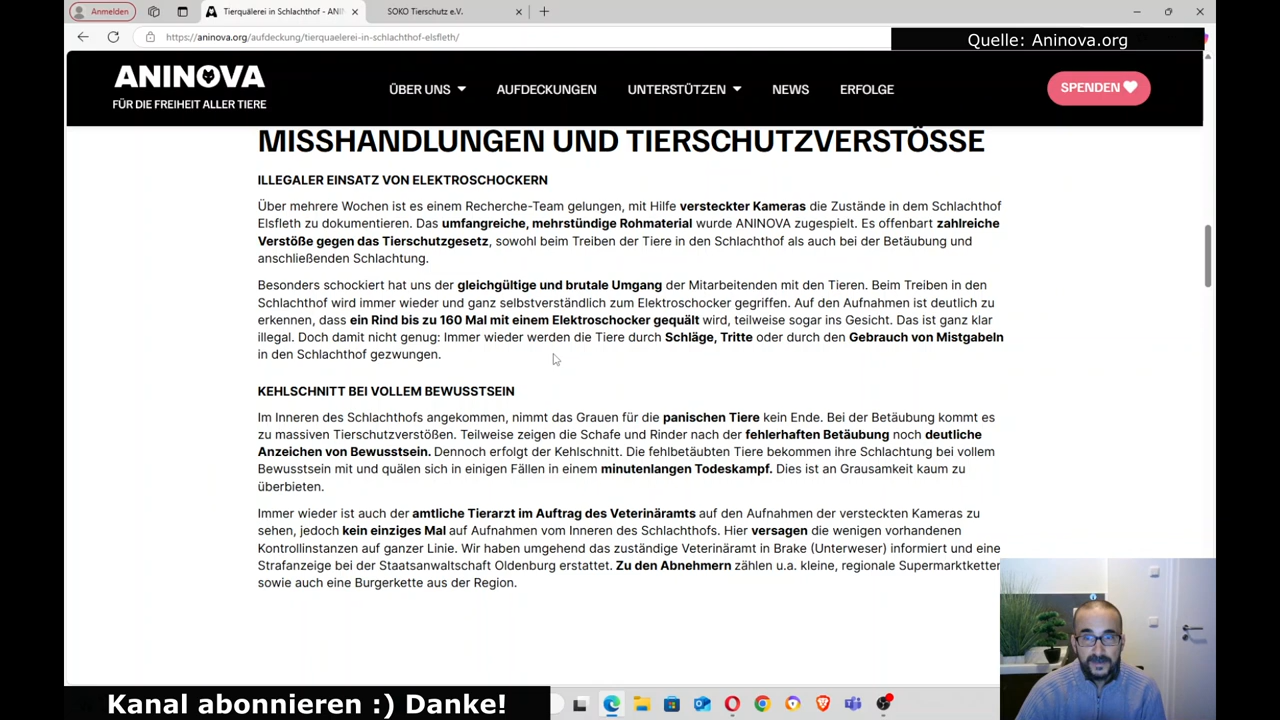 Anmelden
Tierquälerei in Schlachthof - ANI
SOKO Tierschutz e.V.
https://aninova.org/aufdeckung/tierquaelerei-in-schlachthof-elsfleth/
Quelle: Aninova.org
ANINOVA
FÜR DIE FREIHEIT ALLER TIERE
ÜBER UNS
AUFDECKUNGEN
UNTERSTÜTZEN
NEWS
ERFOLGE
SPENDEN
MISSHANDLUNGEN UND TIERSCHUTZVERSTÖSSE
ILLEGALER EINSATZ VON ELEKTROSCHOCKERN
Über mehrere Wochen ist es einem Recherche-Team gelungen, mit Hilfe versteckter Kameras die Zustände in dem Schlachthof
Elsfleth zu dokumentieren. Das umfangreiche, mehrstündige Rohmaterial wurde ANINOVA zugespielt. Es offenbart zahlreiche
Verstöße gegen das Tierschutzgesetz, sowohl beim Treiben der Tiere in den Schlachthof als auch bei der Betäubung und
anschließenden Schlachtung.
Besonders schockiert hat uns der gleichgültige und brutale Umgang der Mitarbeitenden mit den Tieren. Beim Treiben in den
Schlachthof wird immer wieder und ganz selbstverständlich zum Elektroschocker gegriffen. Auf den Aufnahmen ist deutlich zu
erkennen, dass ein Rind bis zu 160 Mal mit einem Elektroschocker gequält wird, teilweise sogar ins Gesicht. Das ist ganz klar
illegal. Doch damit nicht genug: Immer wieder werden die Tiere durch Schläge, Tritte oder durch den Gebrauch von Mistgabeln
in den Schlachthof gezwungen.
KEHLSCHNITT BEI VOLLEM BEWUSSTSEIN
Im Inneren des Schlachthofs angekommen, nimmt das Grauen für die panischen Tiere kein Ende. Bei der Betäubung kommt es
zu massiven Tierschutzverstößen. Teilweise zeigen die Schafe und Rinder nach der fehlerhaften Betäubung noch deutliche
Anzeichen von Bewusstsein. Dennoch erfolgt der Kehlschnitt. Die fehlbetäubten Tiere bekommen ihre Schlachtung bei vollem
Bewusstsein mit und quälen sich in einigen Fällen in einem minutenlangen Todeskampf. Dies ist an Grausamkeit kaum zu
überbieten.
Immer wieder ist auch der amtliche Tierarzt im Auftrag des Veterinäramts auf den Aufnahmen der versteckten Kameras zu
sehen, jedoch kein einziges Mal auf Aufnahmen vom Inneren des Schlachthofs. Hier versagen die wenigen vorhandenen
Kontrollinstanzen auf ganzer Linie. Wir haben umgehend das zuständige Veterinäramt in Brake (Unterweser) informiert und eine
Strafanzeige bei der Staatsanwaltschaft Oldenburg erstattet. Zu den Abnehmern zählen u.a. kleine, regionale Supermarktketten
sowie auch eine Burgerkette aus der Region.
Kanal abonnieren :) Danke!